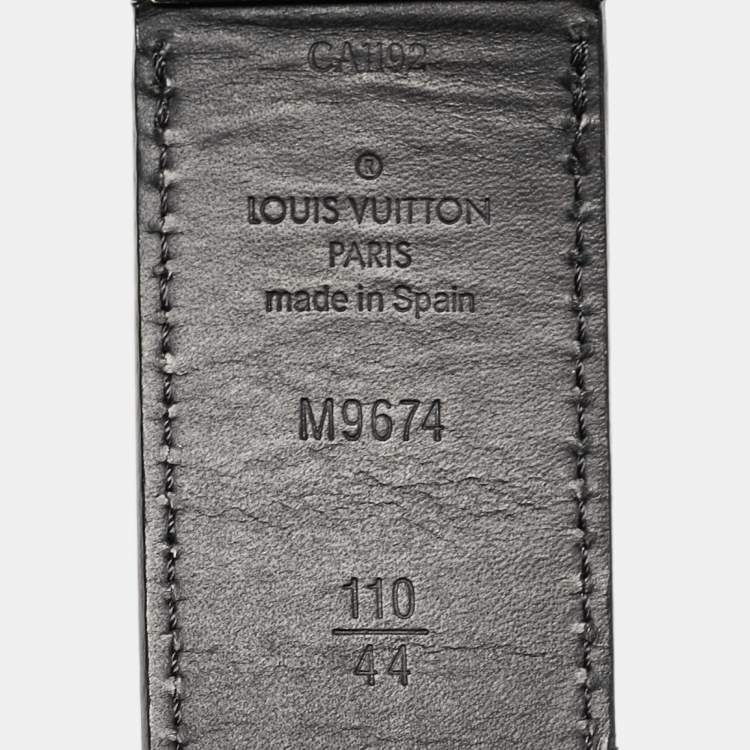 CA1192
®
LOUIS VUITTON
PARIS
made in Spain
M9674
110
44